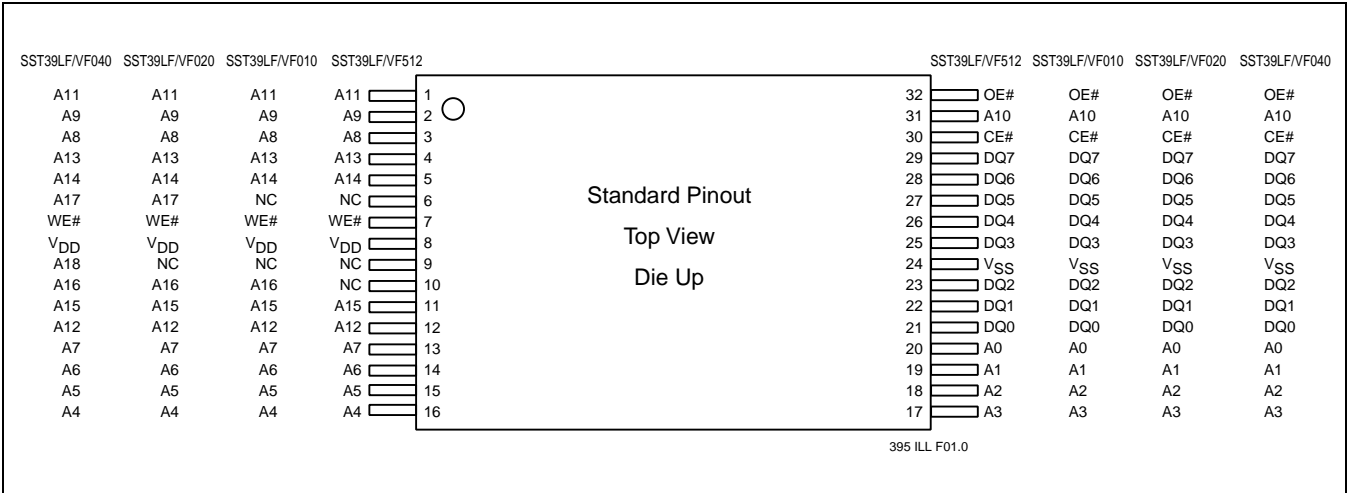 SST39LF/VF040 SST39LF/VF020 SST39LF/VF010 SST39LF/VF512 SST39LF/VF512 SST39LF/VF010 SST39LF/VF020 SST39LF/VF040
A11 A11 A11 A11 1 32 OE# OE# OE# OE#
A9 A9 A9 A9 2 31 A10 A10 A10 A10
A8 A8 A8 A8 3 30 CE# CE# CE# CE#
A13 A13 A13 A13 4 29 DQ7 DQ7 DQ7 DQ7
A14 A14 A14 A14 5 28 DQ6 DQ6 DQ6 DQ6
A17 A17 NC NC 6 Standard Pinout 27 DQ5 DQ5 DQ5 DQ5
WE# WE# WE# WE# 7 26 DQ4 DQ4 DQ4 DQ4
VDD VDD VDD VDD 8 Top View 25 DQ3 DQ3 DQ3 DQ3
A18 NC NC NC 9 24 VSS VSS VSS VSS
A16 A16 A16 NC 10 Die Up 23 DQ2 DQ2 DQ2 DQ2
A15 A15 A15 A15 11 22 DQ1 DQ1 DQ1 DQ1
A12 A12 A12 A12 12 21 DQ0 DQ0 DQ0 DQ0
A7 A7 A7 A7 13 20 A0 A0 A0 A0
A6 A6 A6 A6 14 19 A1 A1 A1 A1
A5 A5 A5 A5 15 18 A2 A2 A2 A2
A4 A4 A4 A4 16 17 A3 A3 A3 A3
395 ILL F01.0